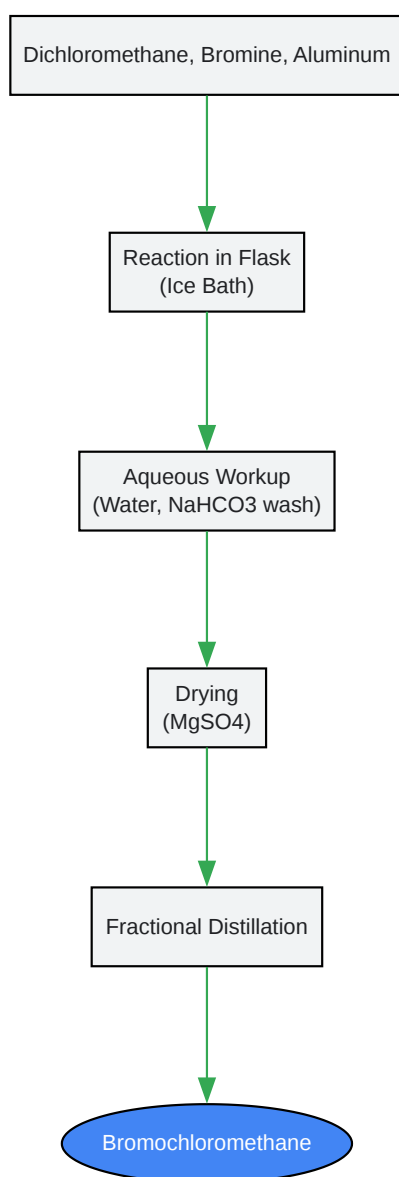 Dichloromethane, Bromine, Aluminum
Reaction in Flask
(Ice Bath)
Aqueous Workup
(Water, NaHCO3 wash)
Drying
(MgSO4)
Fractional Distillation
Bromochloromethane